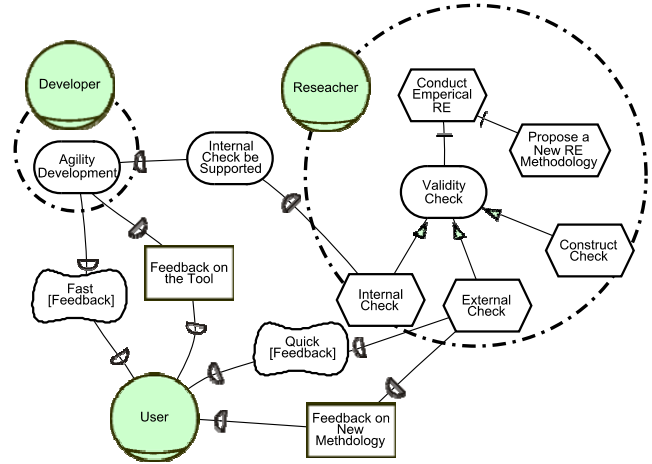 Developer
Reseacher
Conduct
Emperical
RE
Propose a
New RE
Methodology
Agility
Development
Internal
Check be
Supported
Validity
Check
Construct
Check
Feedback on
the Tool
Fast
[Feedback]
Internal
Check
External
Check
Quick
[Feedback]
User
Feedback on
New
Methdology